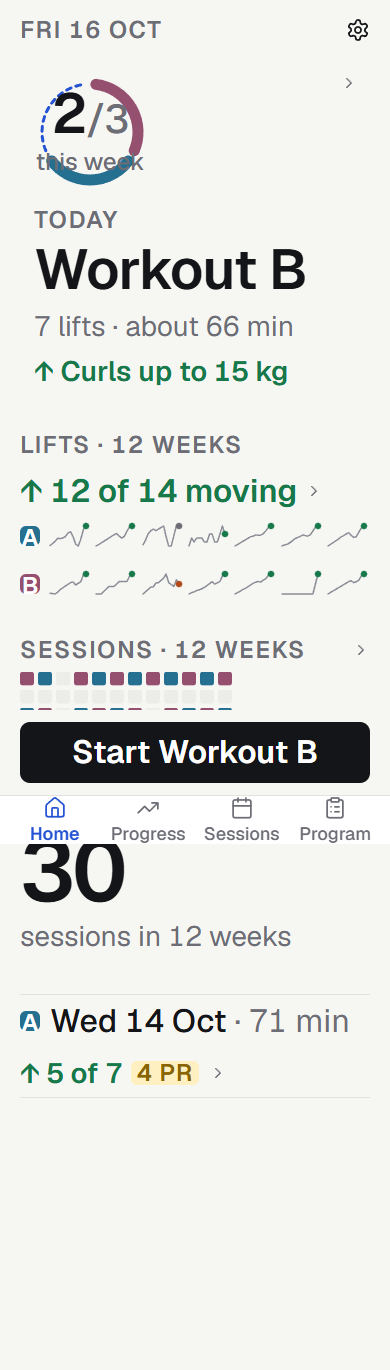 FRI 16 OCT
2/3
this week
TODAY
Workout B
7 lifts · about 66 min
↑ Curls up to 15 kg
LIFTS · 12 WEEKS
↑ 12 of 14 moving
A
B
SESSIONS · 12 WEEKS
Start Workout B
Home Progress Sessions Program
30
sessions in 12 weeks
A Wed 14 Oct · 71 min
↑ 5 of 7 4 PR